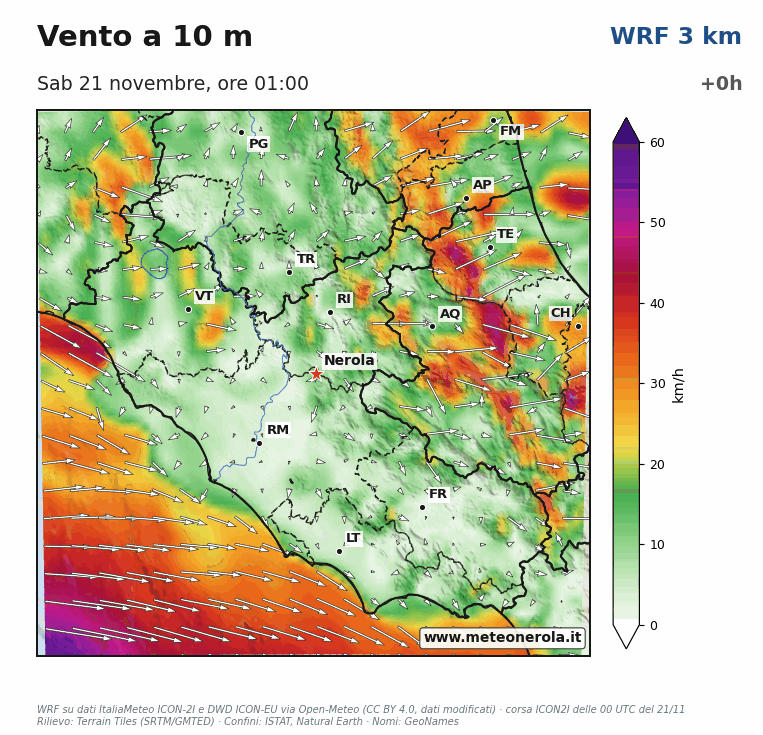 Vento a 10 m
WRF 3 km
Sab 21 novembre, ore 01:00
+0h
PG
FM
AP
TE
TR
VT
RI
AQ
CH
Nerola
RM
FR
LT
www.meteonerola.it
60
50
40
30
20
10
0
km/h
WRF su dati ItaliaMeteo ICON-2I e DWD ICON-EU via Open-Meteo (CC BY 4.0, dati modificati) · corsa ICON2I delle 00 UTC del 21/11
Rilievo: Terrain Tiles (SRTM/GMTED) · Confini: ISTAT, Natural Earth · Nomi: GeoNames